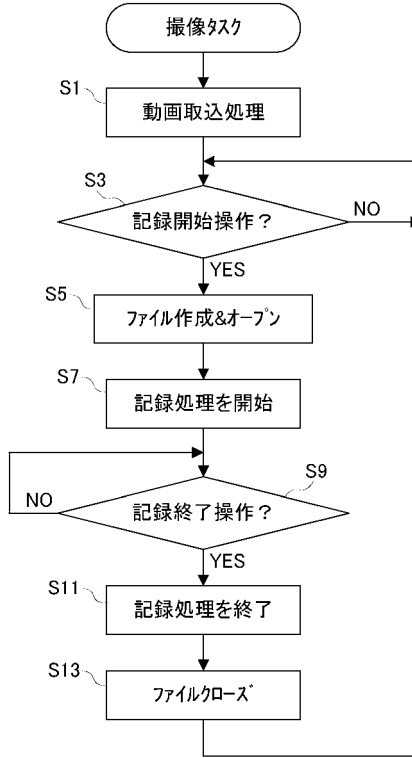 撮像ﾀｽｸ
S1
動画取込処理
S3
記録開始操作？
NO
YES
S5
ﾌｧｲﾙ作成&ｵｰﾌﾟﾝ
S7
記録処理を開始
S9
記録終了操作？
NO
YES
S11
記録処理を終了
S13
ﾌｧｲﾙｸﾛｰｽﾞ